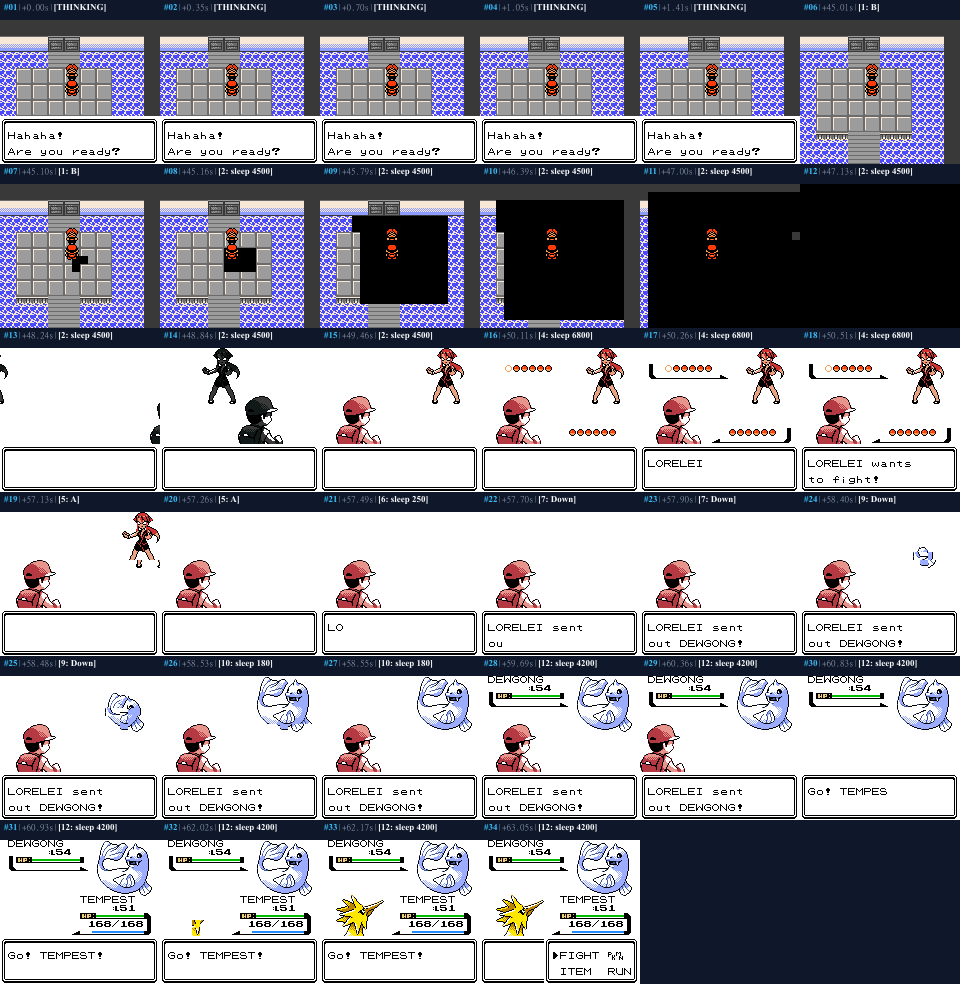 #01 | +0.00s | [THINKING]
#02 | +0.35s | [THINKING]
#03 | +0.70s | [THINKING]
#04 | +1.05s | [THINKING]
#05 | +1.41s | [THINKING]
#06 | +45.01s | [1: B]
Hahaha!
Are you ready?
Hahaha!
Are you ready?
Hahaha!
Are you ready?
Hahaha!
Are you ready?
Hahaha!
Are you ready?
#07 | +45.10s | [1: B]
#08 | +45.16s | [2: sleep 4500]
#09 | +45.79s | [2: sleep 4500]
#10 | +46.39s | [2: sleep 4500]
#11 | +47.00s | [2: sleep 4500]
#12 | +47.13s | [2: sleep 4500]
#13 | +48.24s | [2: sleep 4500]
#14 | +48.84s | [2: sleep 4500]
#15 | +49.46s | [2: sleep 4500]
#16 | +50.11s | [4: sleep 6800]
#17 | +50.26s | [4: sleep 6800]
#18 | +50.51s | [4: sleep 6800]
LORELEI
LORELEI wants
to fight!
#19 | +57.13s | [5: A]
#20 | +57.26s | [5: A]
#21 | +57.49s | [6: sleep 250]
#22 | +57.70s | [7: Down]
#23 | +57.90s | [7: Down]
#24 | +58.40s | [9: Down]
LO
LORELEI sent
ou
LORELEI sent
out DEWGONG!
LORELEI sent
out DEWGONG!
#25 | +58.48s | [9: Down]
#26 | +58.53s | [10: sleep 180]
#27 | +58.55s | [10: sleep 180]
#28 | +59.69s | [12: sleep 4200]
#29 | +60.36s | [12: sleep 4200]
#30 | +60.83s | [12: sleep 4200]
DEWGONG
:L54
HP:
DEWGONG
:L54
HP:
DEWGONG
:L54
HP:
LORELEI sent
out DEWGONG!
LORELEI sent
out DEWGONG!
LORELEI sent
out DEWGONG!
LORELEI sent
out DEWGONG!
LORELEI sent
out DEWGONG!
Go! TEMPES
#31 | +60.93s | [12: sleep 4200]
#32 | +62.02s | [12: sleep 4200]
#33 | +62.17s | [12: sleep 4200]
#34 | +63.05s | [12: sleep 4200]
DEWGONG
:L54
HP:
TEMPEST
:L51
HP:
168/168
Go! TEMPEST!
DEWGONG
:L54
HP:
TEMPEST
:L51
HP:
168/168
Go! TEMPEST!
DEWGONG
:L54
HP:
TEMPEST
:L51
HP:
168/168
Go! TEMPEST!
DEWGONG
:L54
HP:
TEMPEST
:L51
HP:
168/168
▶FIGHT PKMN
ITEM RUN